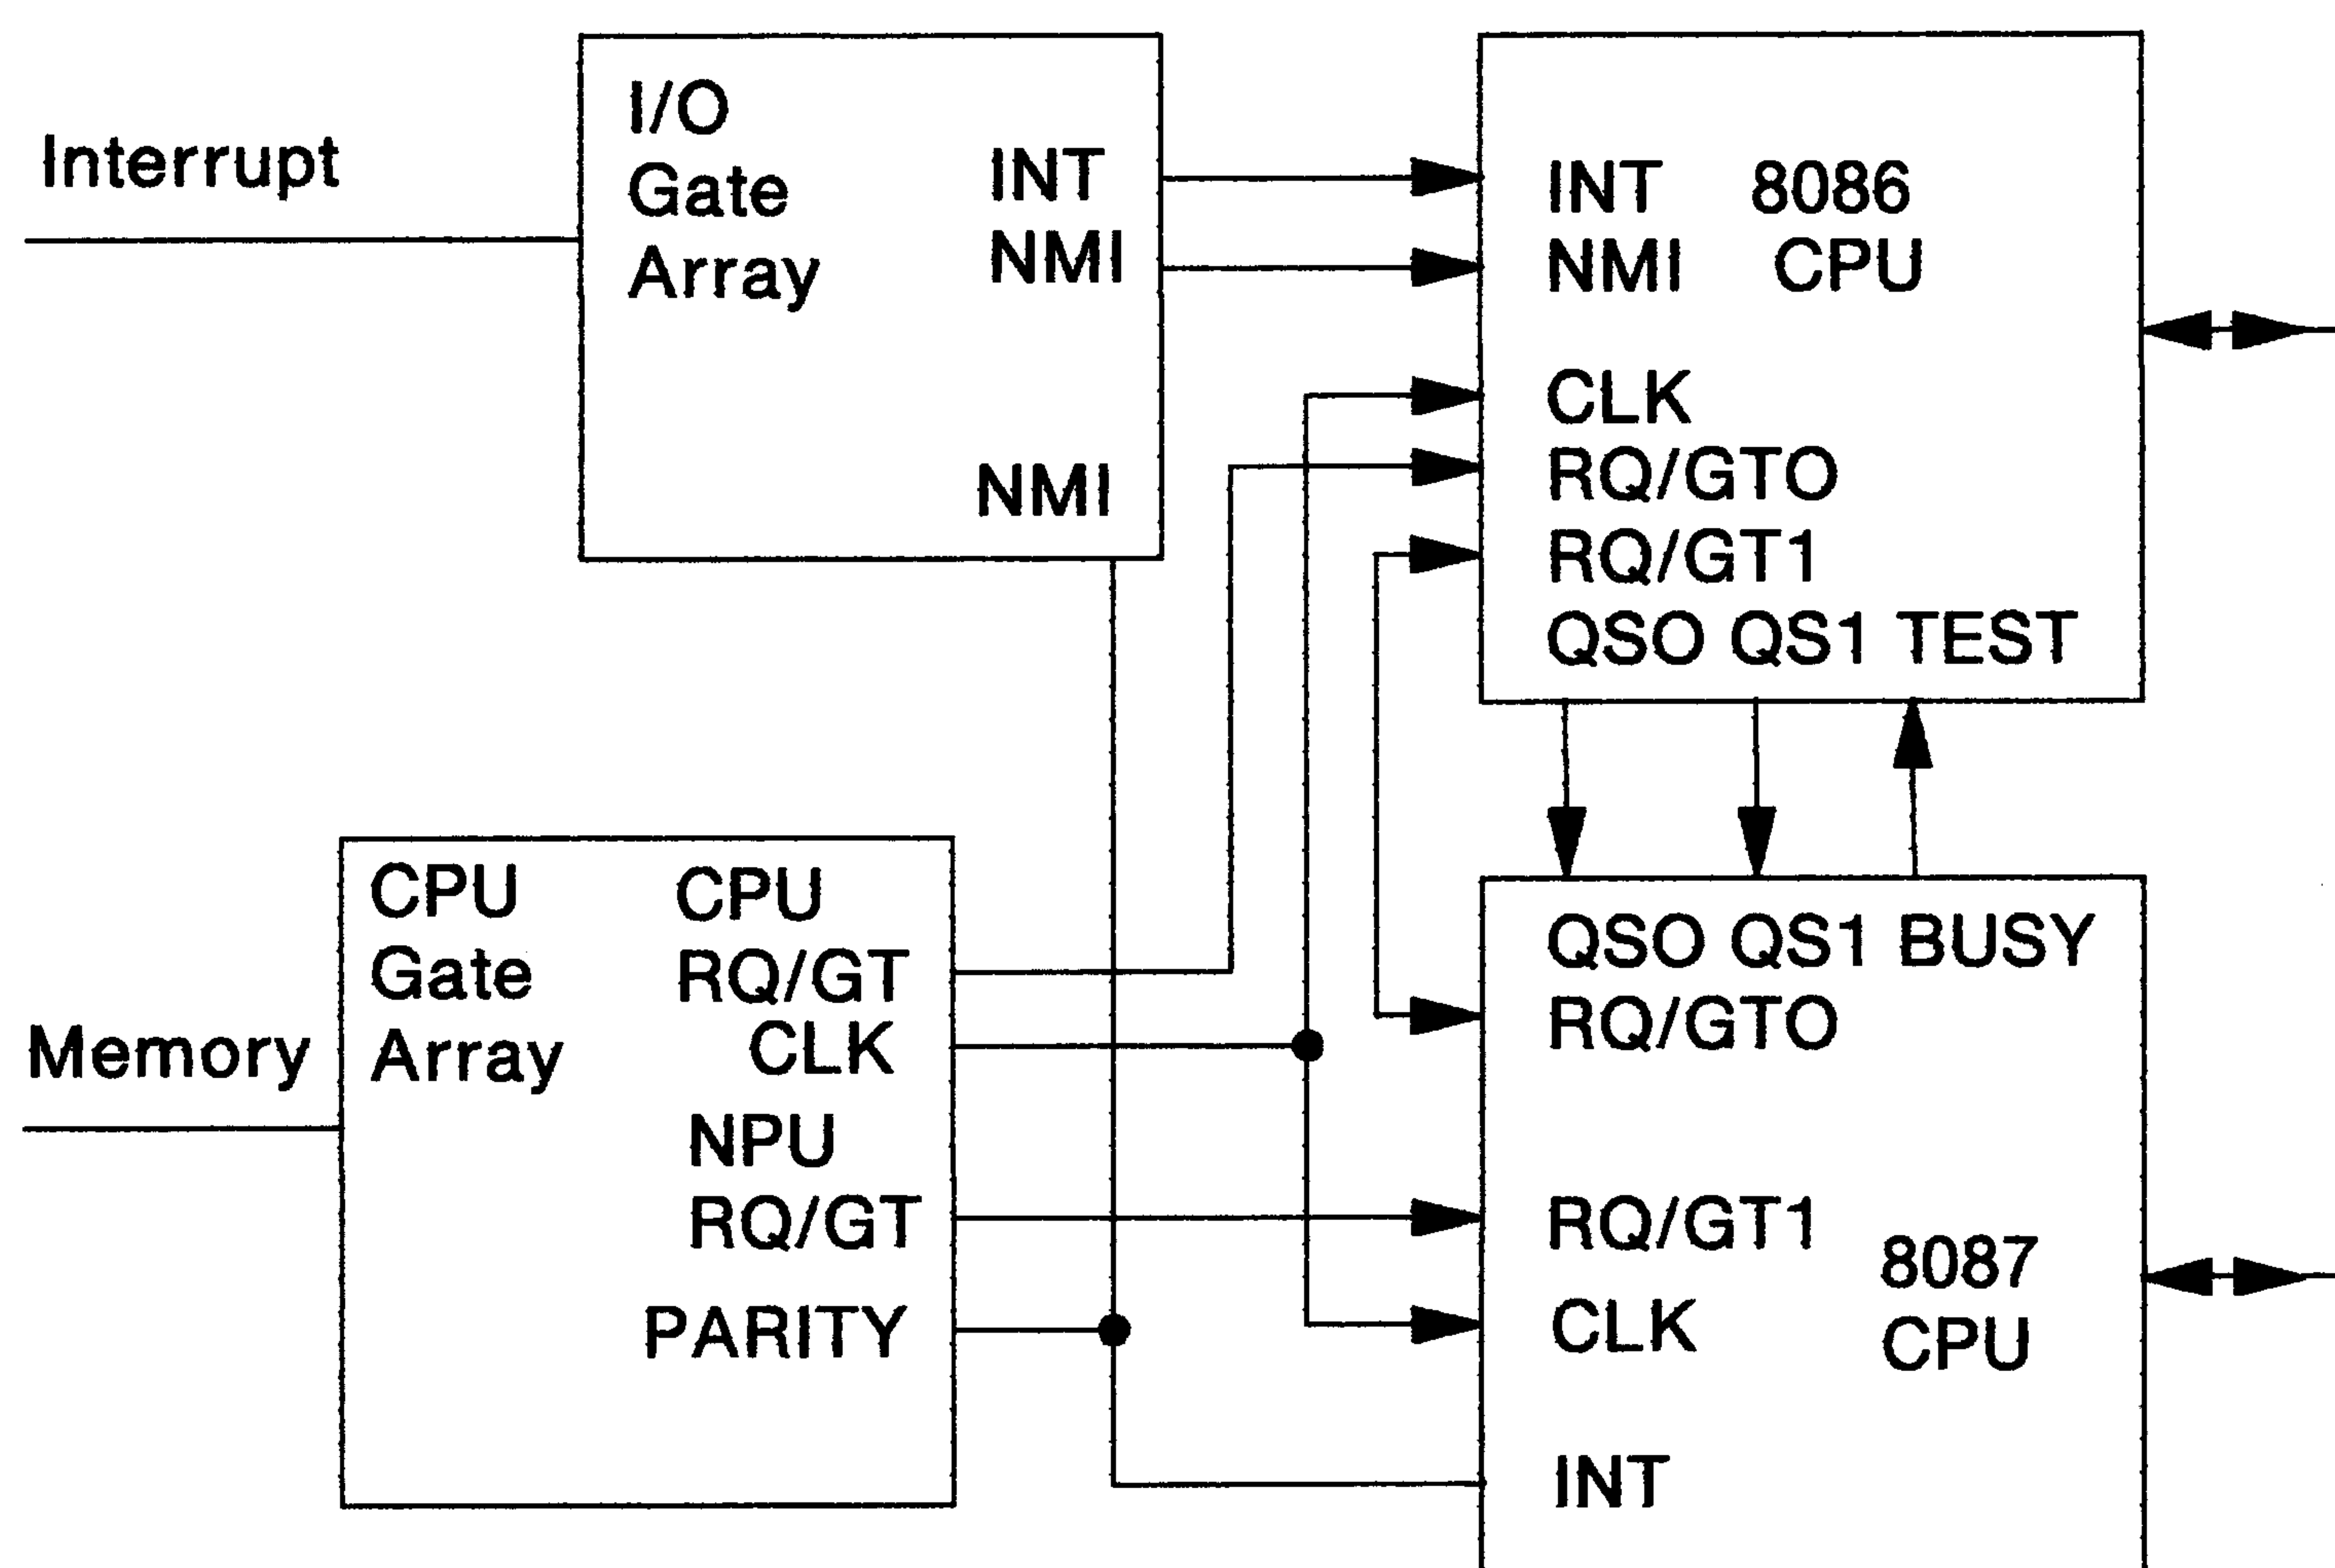 Interrupt
I/O
Gate
Array
INT
NMI
NMI
INT 8086
NMI CPU
CLK
RQ/GTO
RQ/GT1
QSO QS1 TEST
Memory
CPU
Gate
Array
CPU
RQ/GT
CLK
NPU
RQ/GT
PARITY
QSO QS1 BUSY
RQ/GTO
RQ/GT1
8087
CPU
CLK
INT